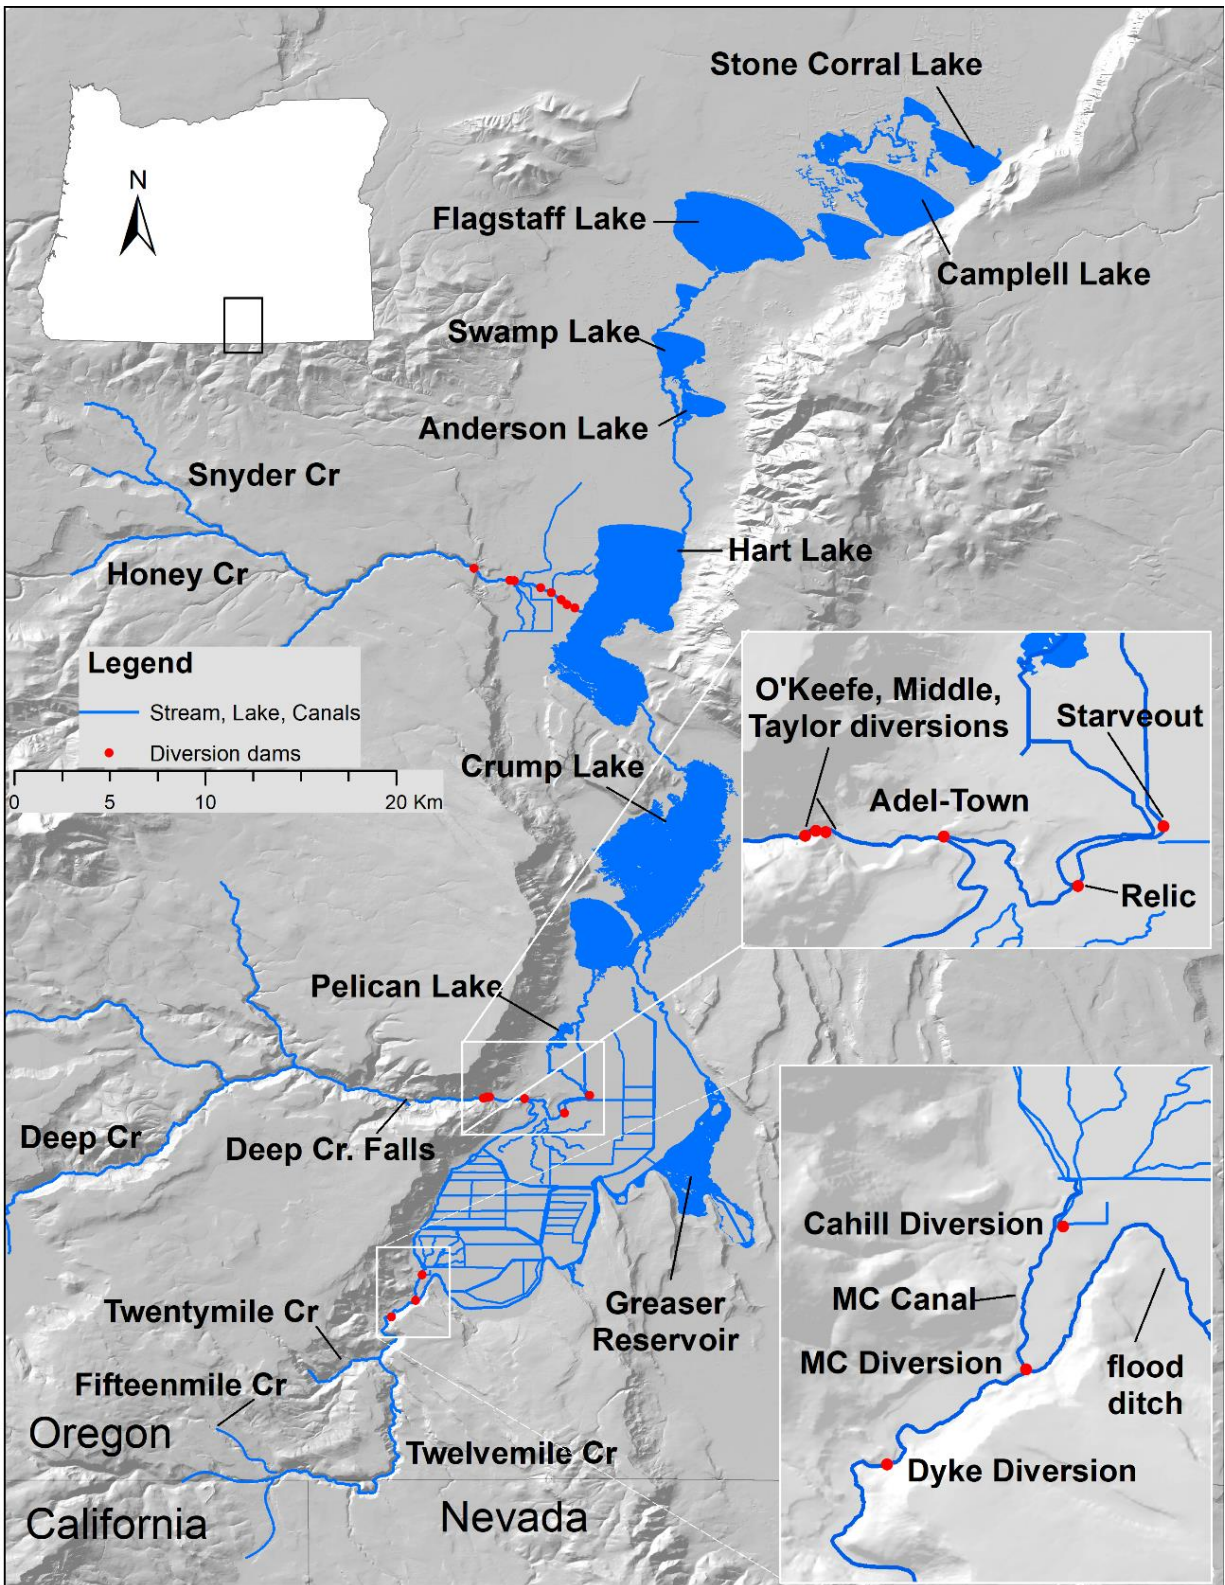 Stone Corral Lake
N
Flagstaff Lake
Camplell Lake
Swamp Lake
Anderson Lake
Snyder Cr
Hart Lake
Honey Cr
Legend
Stream, Lake, Canals
Diversion dams
0 5 10 20 Km
O'Keefe, Middle,
Taylor diversions
Starveout
Adel-Town
Relic
Crump Lake
Pelican Lake
Deep Cr
Deep Cr. Falls
Cahill Diversion
MC Canal
MC Diversion
flood
ditch
Dyke Diversion
Greaser
Reservoir
Twentymile Cr
Fifteenmile Cr
Oregon
Twelvemile Cr
California
Nevada